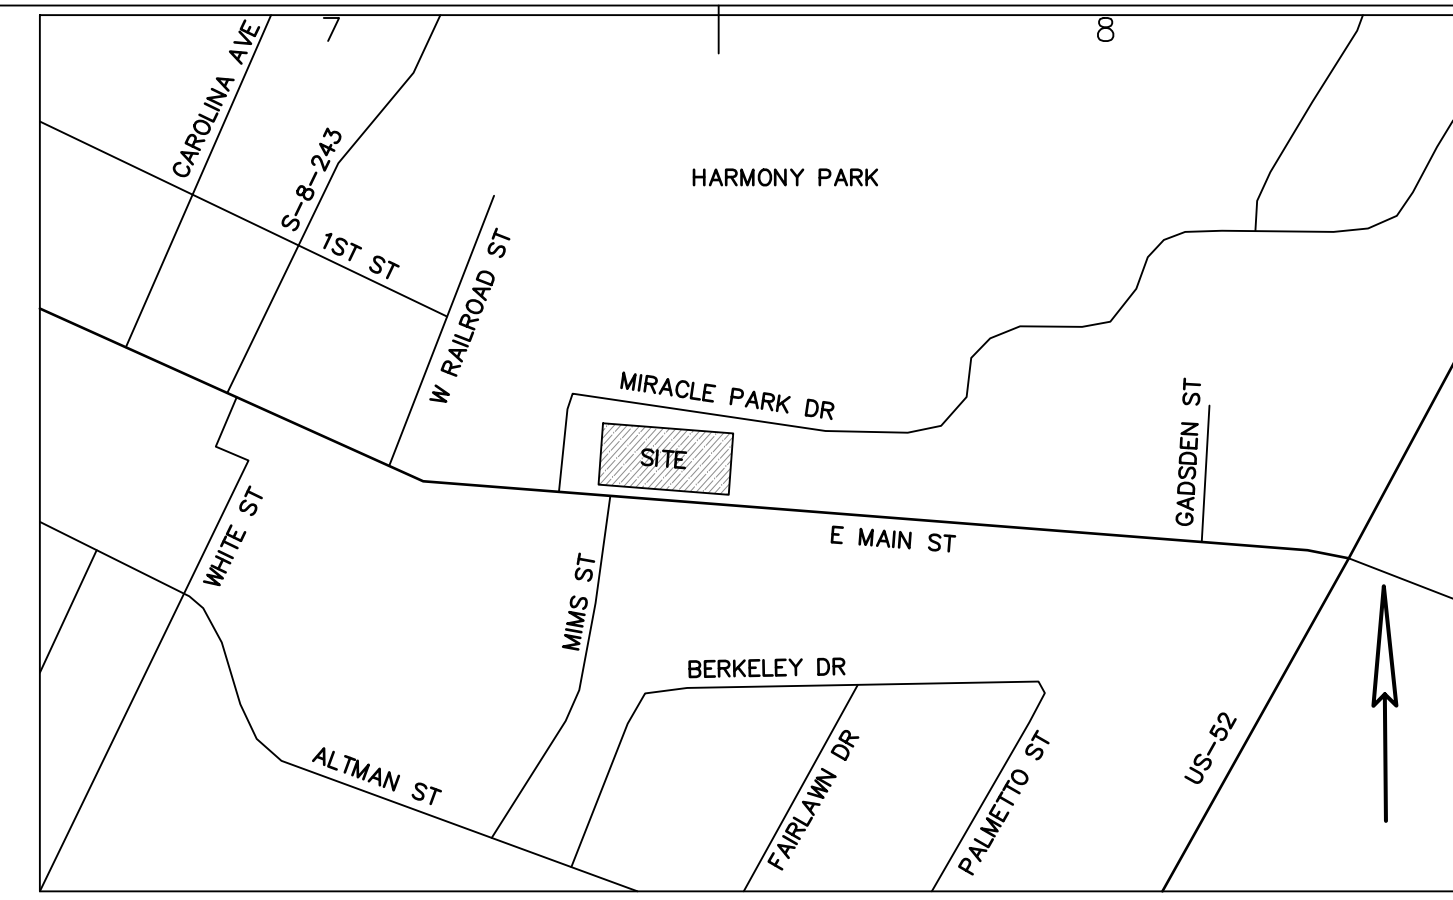 7
8
CAROLINA AVE
S-8-243
HARMONY PARK
1ST ST
W RAILROAD ST
MIRACLE PARK DR
GADSDEN ST
SITE
WHITE ST
E MAIN ST
MIMS ST
BERKELEY DR
US-52
ALTMAN ST
FAIRLAWN DR
PALMETTO ST